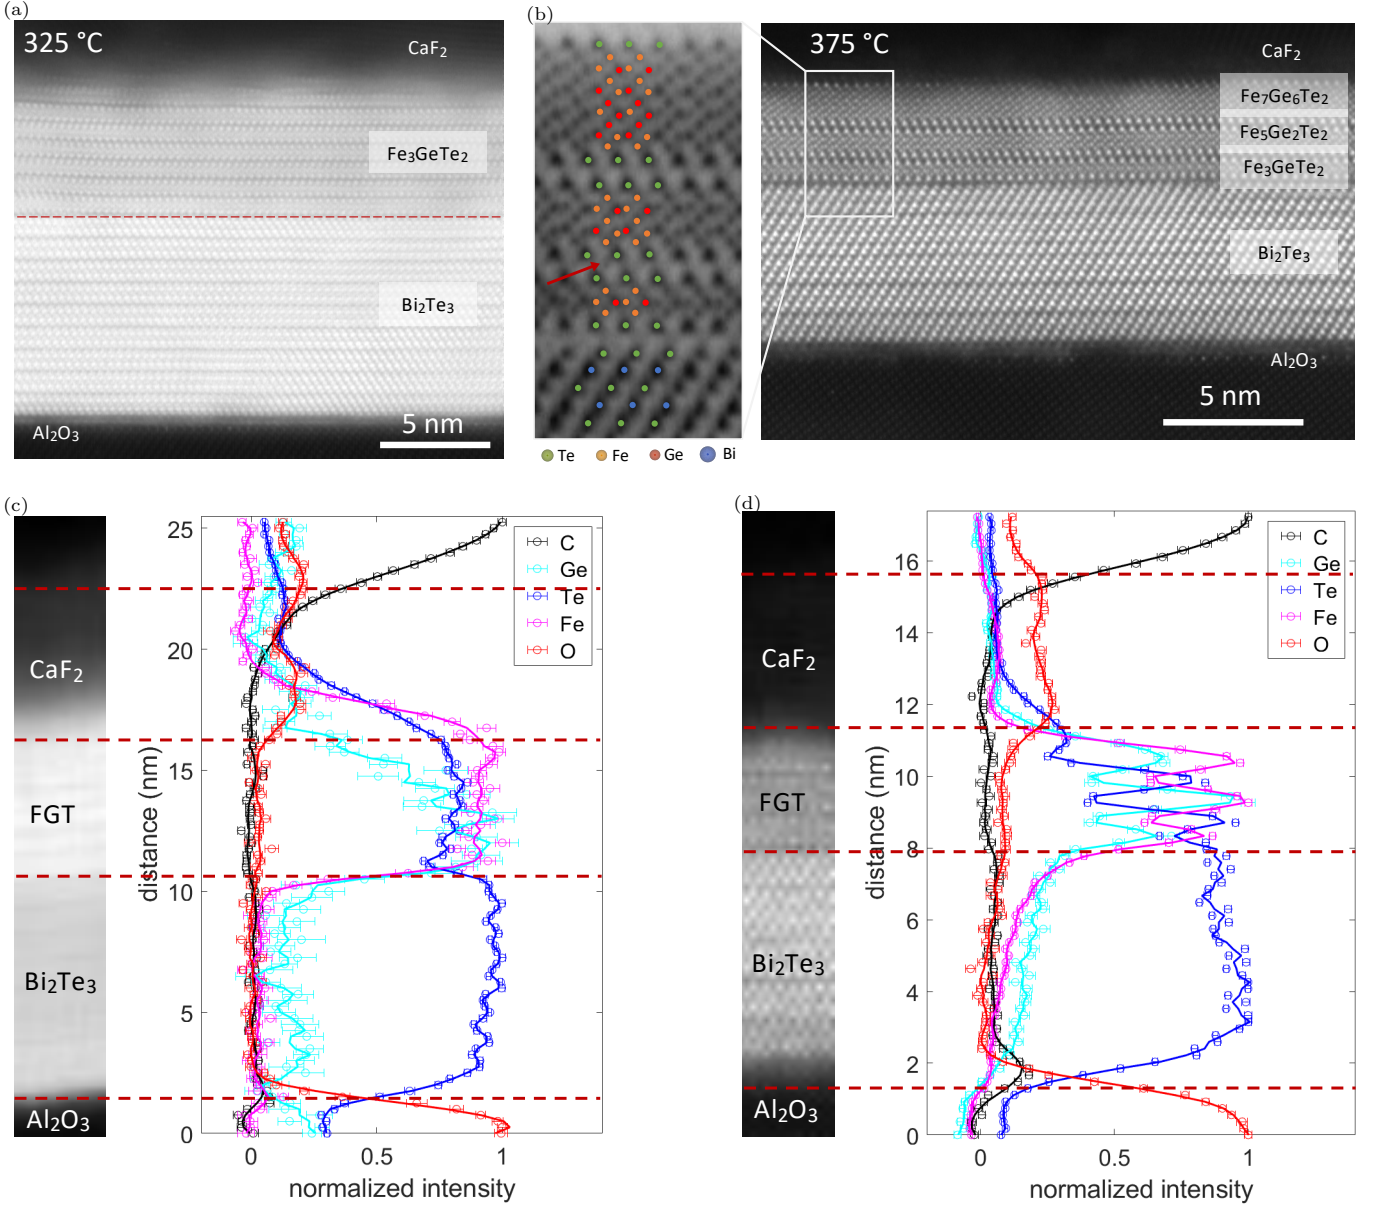 (a)
325 °C
CaF2
Fe3GeTe2
Bi2Te3
Al2O3
5 nm
(b)
Te Fe Ge Bi
375 °C
CaF2
Fe7Ge6Te2
Fe5Ge2Te2
Fe3GeTe2
Bi2Te3
Al2O3
5 nm
(c)
CaF2
FGT
Bi2Te3
Al2O3
distance (nm)
25
20
15
10
5
0
0 0.5 1
normalized intensity
C
Ge
Te
Fe
O
(d)
CaF2
FGT
Bi2Te3
Al2O3
distance (nm)
16
14
12
10
8
6
4
2
0
0 0.5 1
normalized intensity
C
Ge
Te
Fe
O